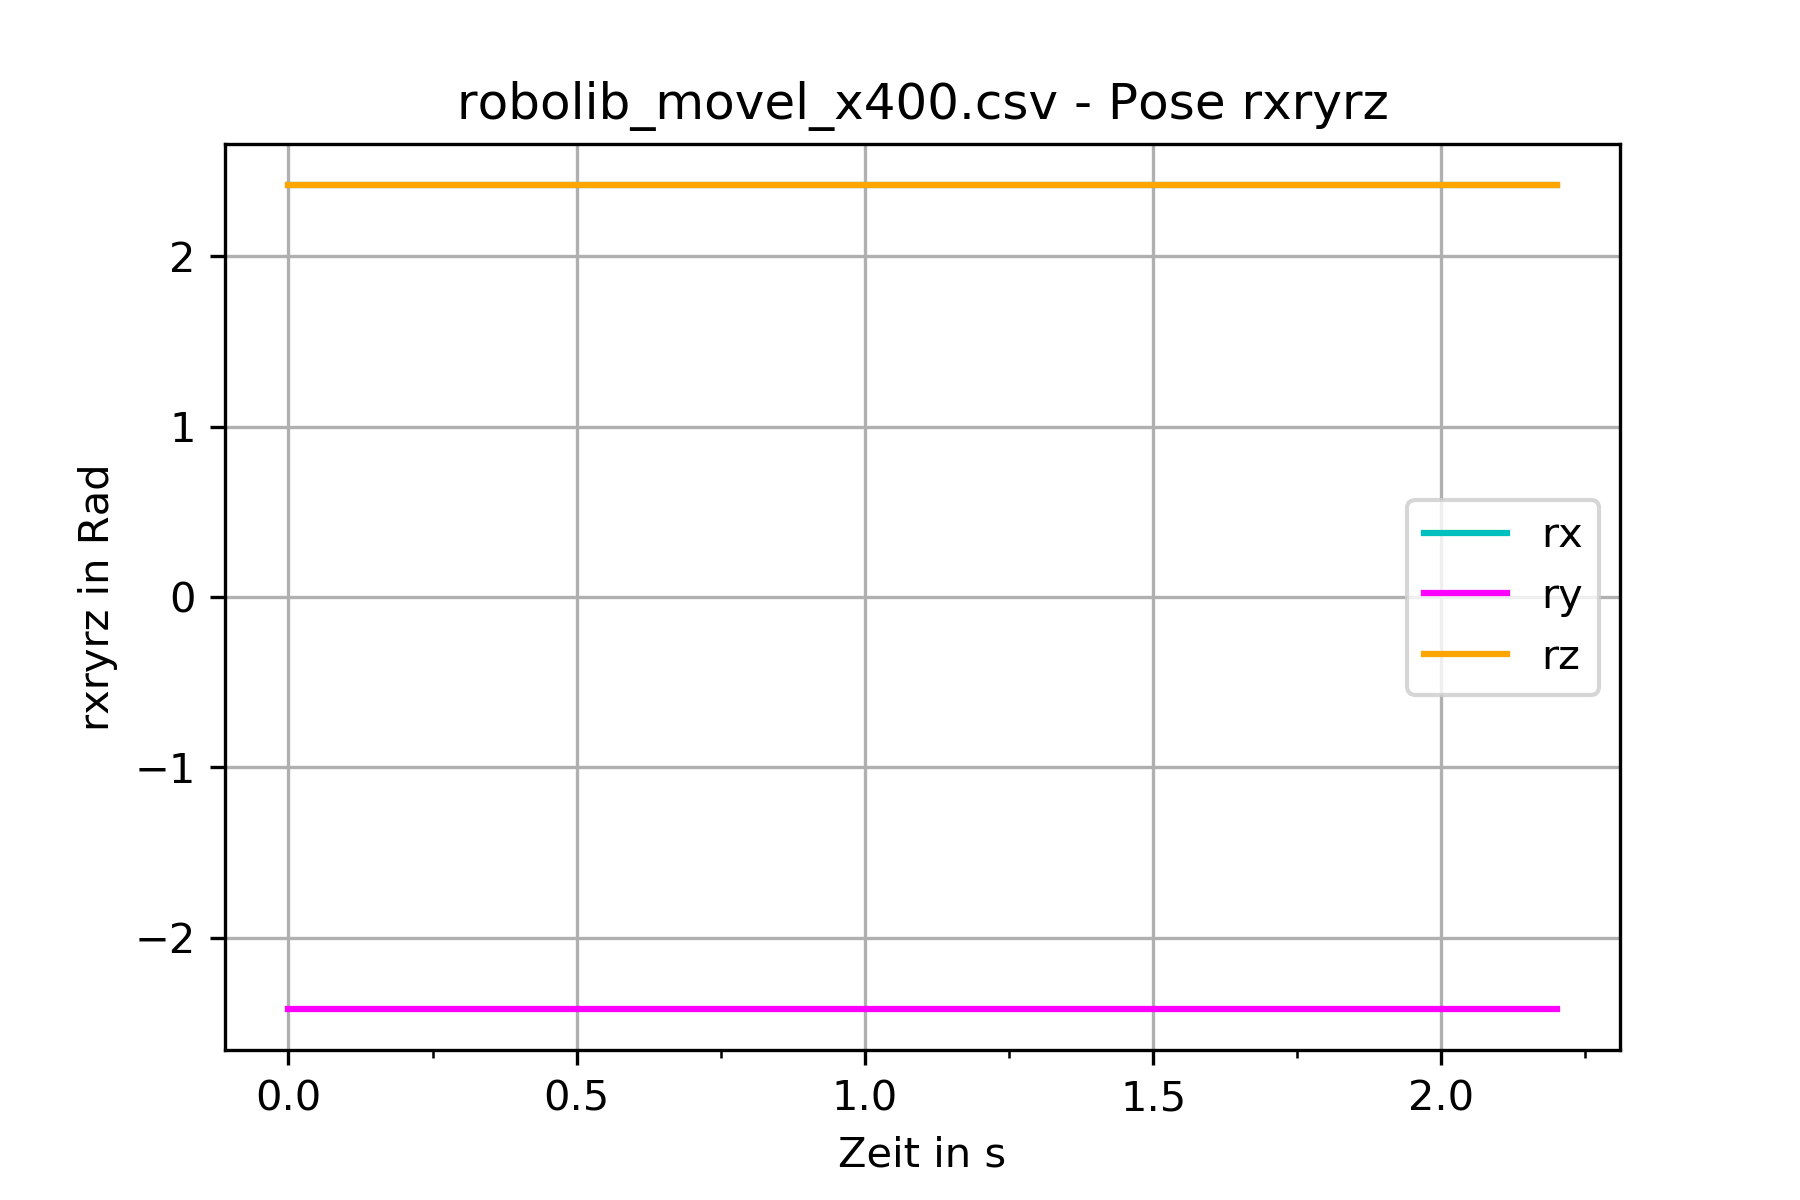 robolib_movel_x400.csv - Pose rxryrz
rxryrz in Rad
2
1
0
−1
−2
rx
ry
rz
0.0 0.5 1.0 1.5 2.0
Zeit in s